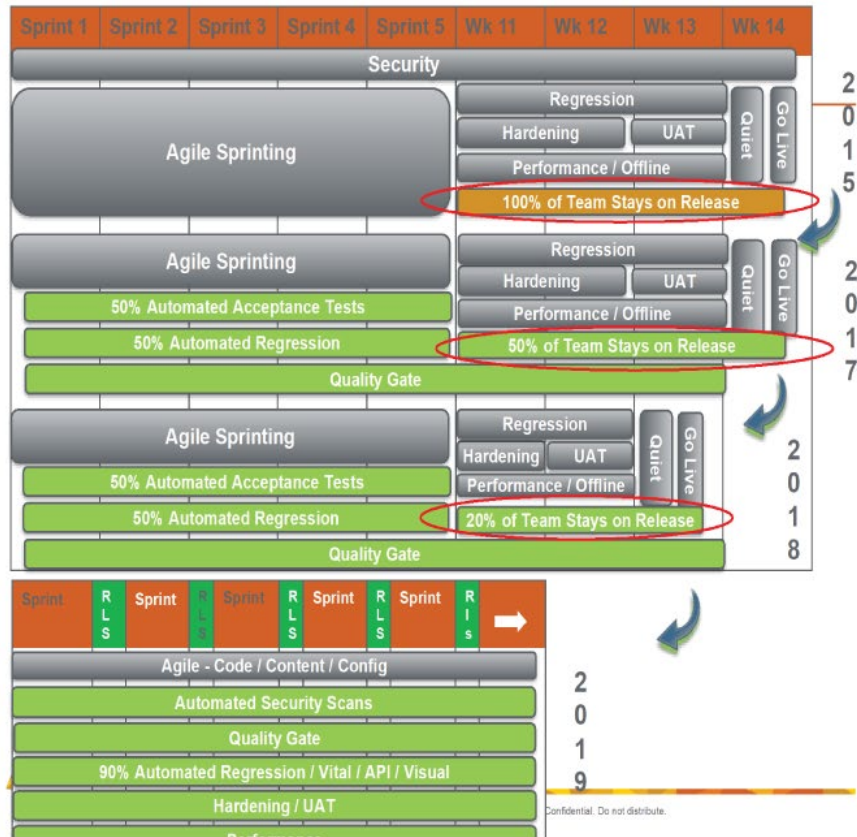 Sprint 1 Sprint 2 Sprint 3 Sprint 4 Sprint 5 Wk 11 Wk 12 Wk 13 Wk 14
Security
Agile Sprinting
Regression
Hardening UAT
Performance / Offline
100% of Team Stays on Release
Quiet
Go Live
2015
Agile Sprinting
50% Automated Acceptance Tests
50% Automated Regression
Quality Gate
Regression
Hardening UAT
Performance / Offline
50% of Team Stays on Release
Quiet
Go Live
2017
Agile Sprinting
50% Automated Acceptance Tests
50% Automated Regression
Quality Gate
Regression
Hardening UAT
Performance / Offline
20% of Team Stays on Release
Quiet
Go Live
2018
Sprint RLS Sprint RLS Sprint RLS Sprint RLS Sprint Rls
Agile - Code / Content / Config
Automated Security Scans
Quality Gate
90% Automated Regression / Vital / API / Visual
Hardening / UAT
Performance
2019
Confidential. Do not distribute.